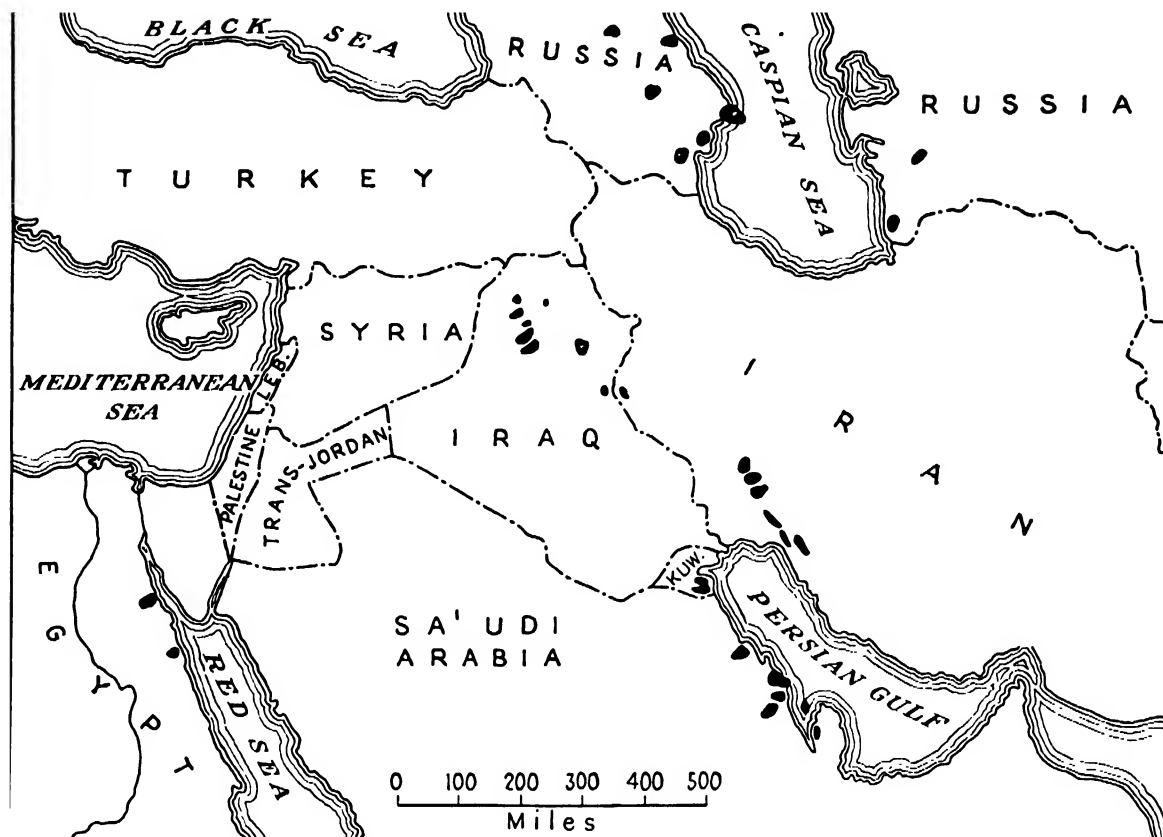 BLACK SEA
RUSSIA
CASPIAN SEA
RUSSIA
TURKEY
SYRIA
LEB.
MEDITERRANEAN
SEA
PALESTINE
TRANS-JORDAN
IRAQ
IRAN
KUW.
EGYPT
SA'UDI
ARABIA
PERSIAN GULF
RED SEA
0 100 200 300 400 500
Miles